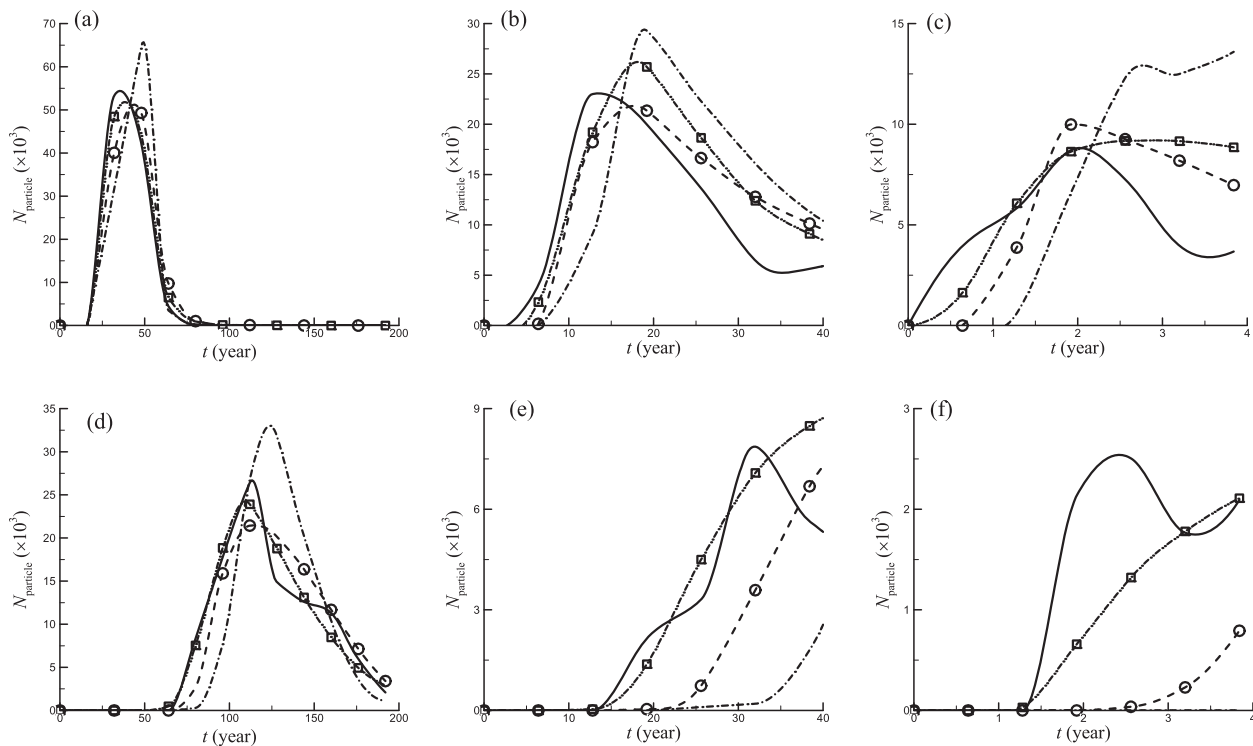 (a)
70
60
50
40
30
20
10
0
N_particle (×10^3)
0 50 100 150 200
t (year)
(b)
30
25
20
15
10
5
0
N_particle (×10^3)
0 10 20 30 40
t (year)
(c)
15
10
5
0
N_particle (×10^3)
0 1 2 3 4
t (year)
(d)
35
30
25
20
15
10
5
0
N_particle (×10^3)
0 50 100 150 200
t (year)
(e)
9
6
3
0
N_particle (×10^3)
0 10 20 30 40
t (year)
(f)
3
2
1
0
N_particle (×10^3)
0 1 2 3 4
t (year)